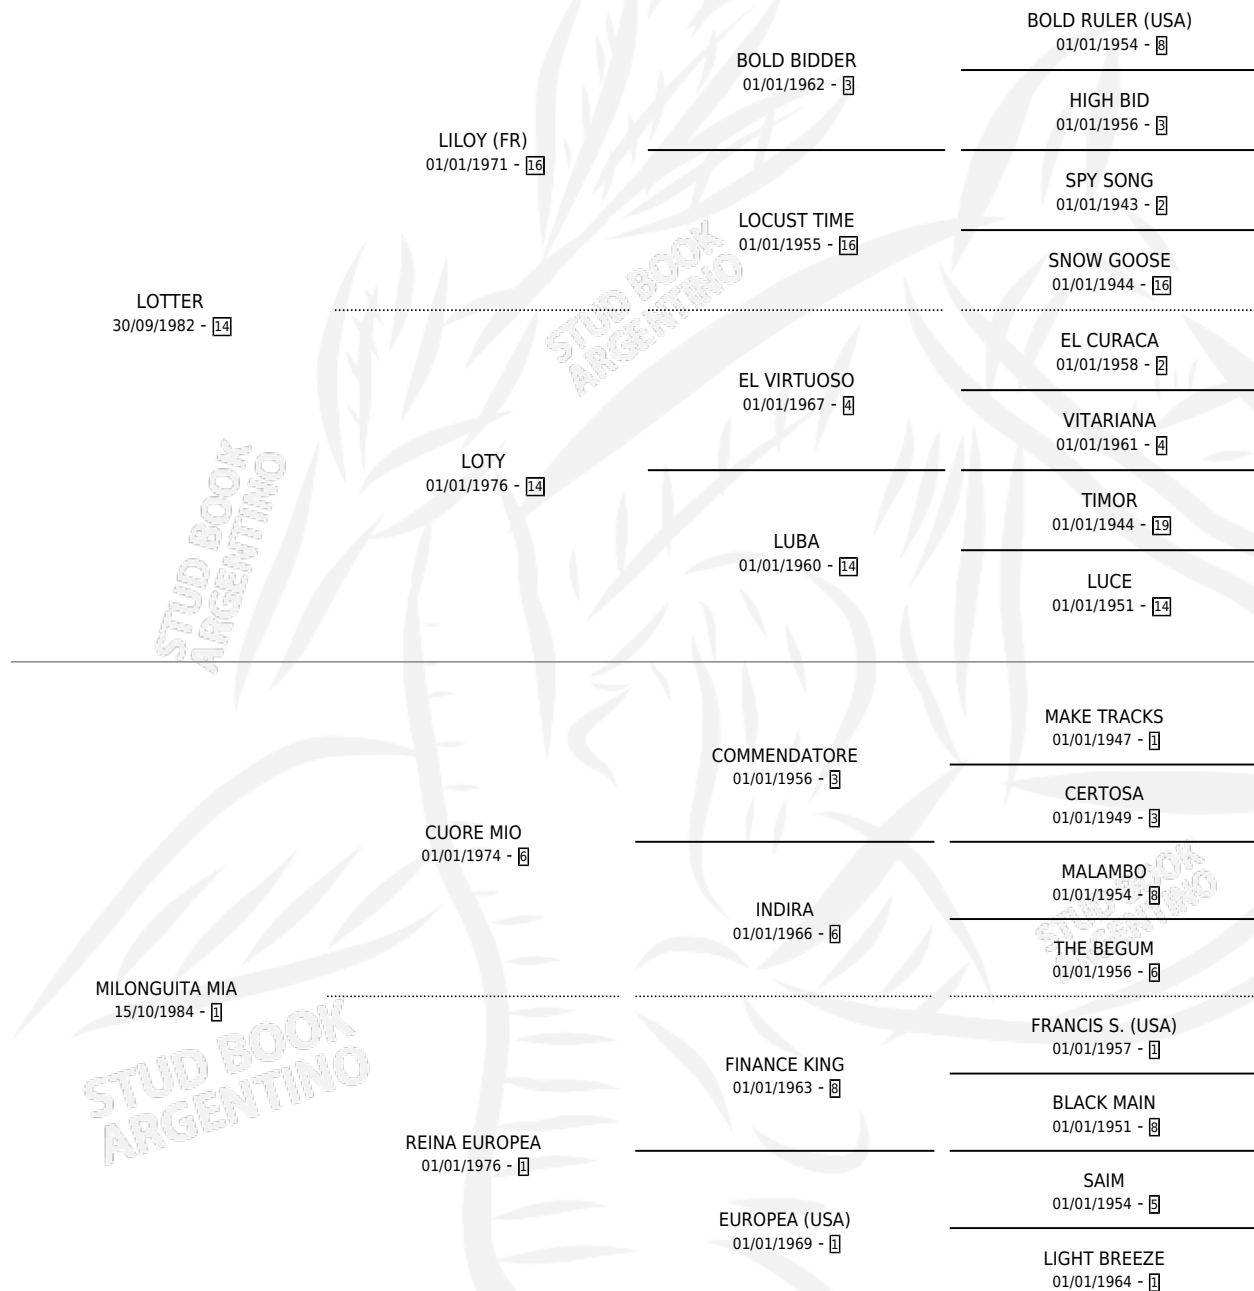 BOLD RULER (USA)
01/01/1954 - 8
BOLD BIDDER
01/01/1962 - 3
HIGH BID
01/01/1956 - 3
LILOY (FR)
01/01/1971 - 16
SPY SONG
01/01/1943 - 2
LOCUST TIME
01/01/1955 - 16
SNOW GOOSE
01/01/1944 - 16
LOTTER
30/09/1982 - 14
EL CURACA
01/01/1958 - 2
EL VIRTUOSO
01/01/1967 - 4
VITARIANA
01/01/1961 - 4
LOTY
01/01/1976 - 14
TIMOR
01/01/1944 - 19
LUBA
01/01/1960 - 14
LUCE
01/01/1951 - 14
STUD BOOK
ARGENTINO
STUD BOOK
ARGENTINO
MAKE TRACKS
01/01/1947 - 1
COMMENDATORE
01/01/1956 - 3
CERTOSA
01/01/1949 - 3
CUORE MIO
01/01/1974 - 6
MALAMBO
01/01/1954 - 8
INDIRA
01/01/1966 - 6
THE BEGUM
01/01/1956 - 6
MILONGUITA MIA
15/10/1984 - 1
FRANCIS S. (USA)
01/01/1957 - 1
FINANCE KING
01/01/1963 - 8
BLACK MAIN
01/01/1951 - 8
REINA EUROPEA
01/01/1976 - 1
SAIM
01/01/1954 - 5
EUROPEA (USA)
01/01/1969 - 1
LIGHT BREEZE
01/01/1964 - 1
STUD BOOK
ARGENTINO
STUD BOOK
ARGENTINO